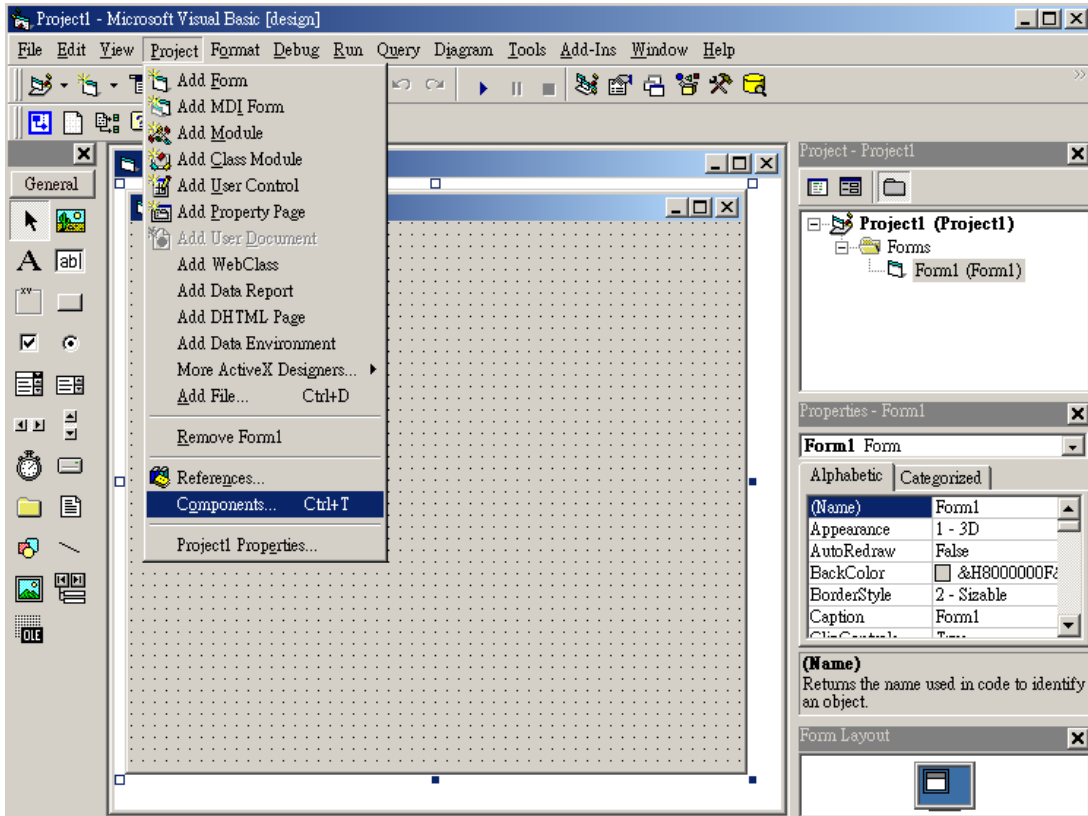 Project1 - Microsoft Visual Basic [design]
File Edit View Project Format Debug Run Query Diagram Tools Add-Ins Window Help
Add Form
Add MDI Form
Add Module
Add Class Module
Add User Control
Add Property Page
Add User Document
Add WebClass
Add Data Report
Add DHTML Page
Add Data Environment
More ActiveX Designers...
Add File... Ctrl+D
Remove Form1
References...
Components... Ctrl+T
Project1 Properties...
General
A ab
XY
OLE
Project - Project1
Project1 (Project1)
Forms
Form1 (Form1)
Properties - Form1
Form1 Form
Alphabetic Categorized
(Name) Form1
Appearance 1 - 3D
AutoRedraw False
BackColor &H8000000F&
BorderStyle 2 - Sizable
Caption Form1
(Name)
Returns the name used in code to identify
an object.
Form Layout